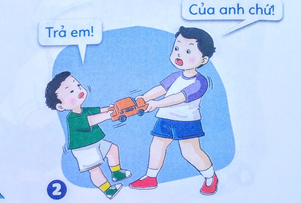 Trả em!
Của anh chứ!
2